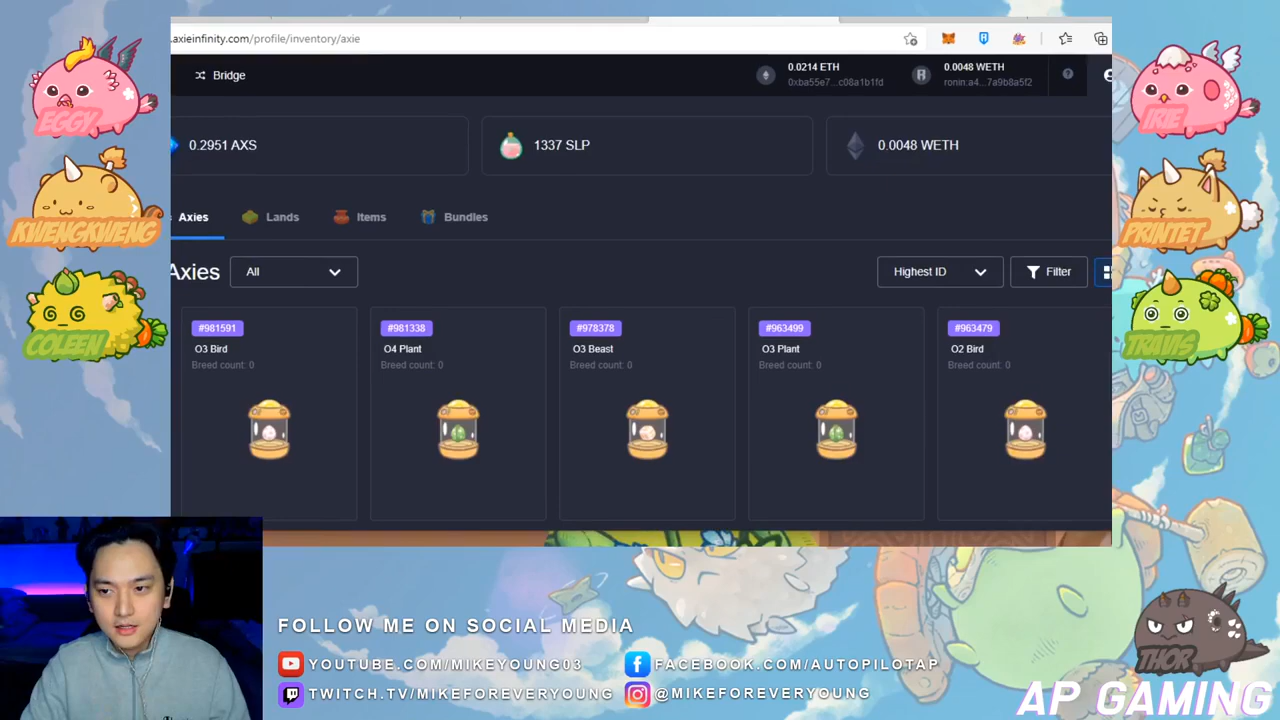 .axieinfinity.com/profile/inventory/axie
Bridge
0.0214 ETH
0xba55e7...c08a1b1fd
0.0048 WETH
ronin:a4...7a9b8a5f2
0.2951 AXS
1337 SLP
0.0048 WETH
Axies
Lands
Items
Bundles
Axies
All
Highest ID
Filter
#981591
O3 Bird
Breed count: 0
#981338
O4 Plant
Breed count: 0
#978378
O3 Beast
Breed count: 0
#963499
O3 Plant
Breed count: 0
#963479
O2 Bird
Breed count: 0
EGGY
KWENGKWENG
COLEEN
IRIE
PRINTET
TRAVIS
THOR
FOLLOW ME ON SOCIAL MEDIA
YOUTUBE.COM/MIKEYOUNG03
FACEBOOK.COM/AUTOPILOTAP
TWITCH.TV/MIKEFOREVERYOUNG
@MIKEFOREVERYOUNG
AP GAMING